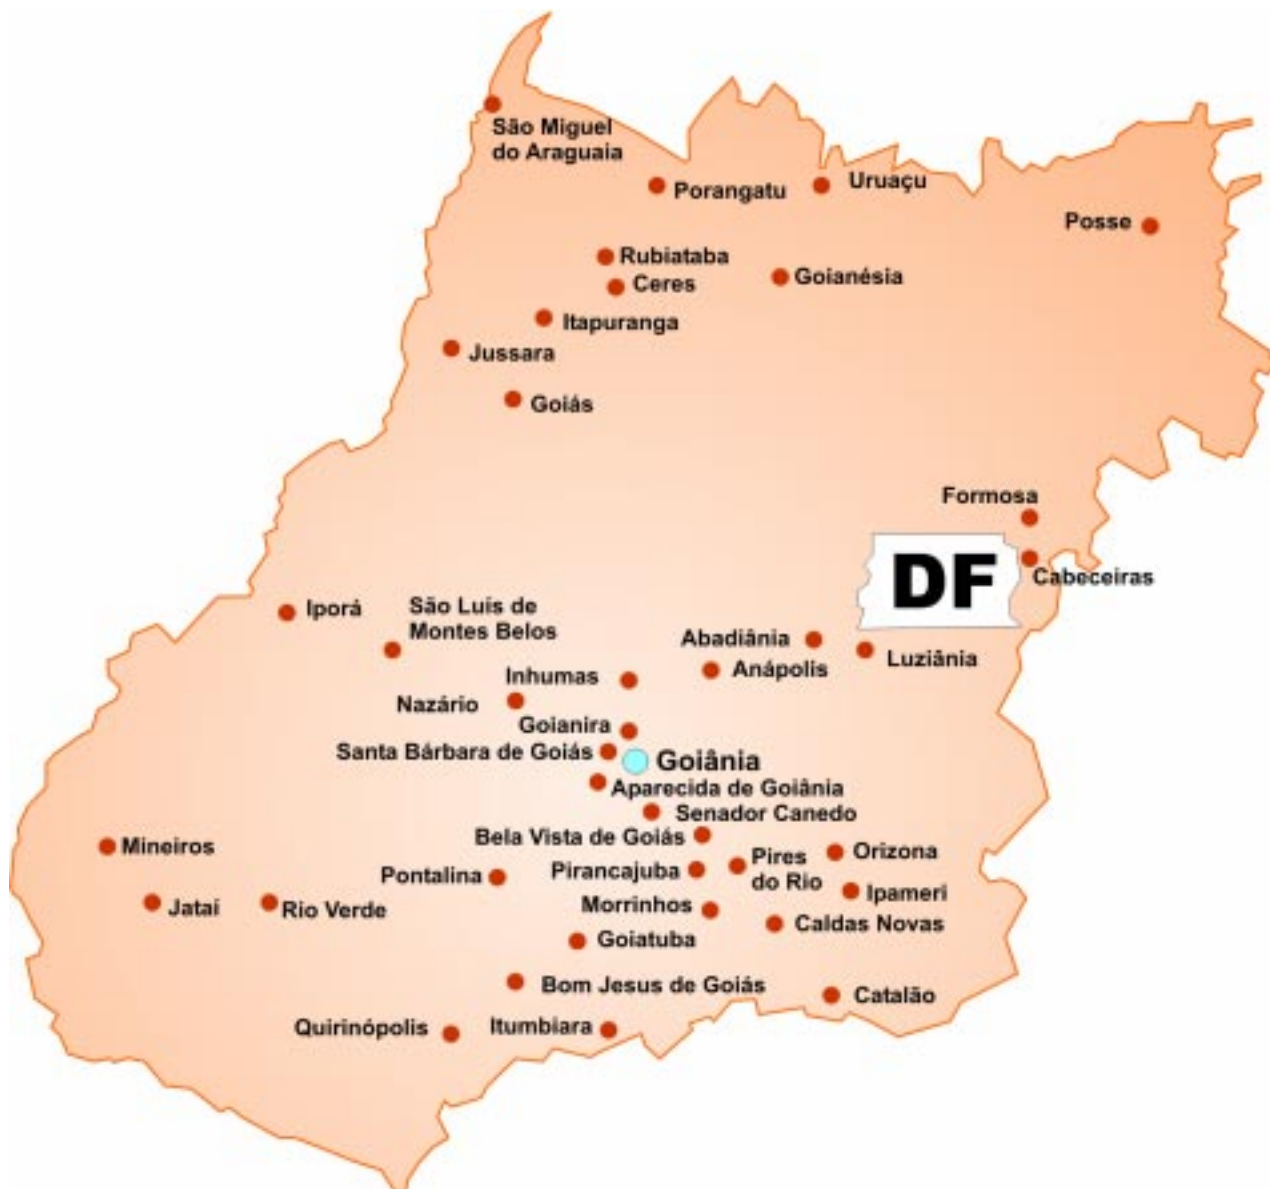 São Miguel
do Araguaia
Porangatu
Uruaçu
Posse
Rubiataba
Ceres
Goianésia
Itapuranga
Jussara
Goiás
Formosa
DF
Cabeceiras
Iporá
São Luís de
Montes Belos
Abadiânia
Luziânia
Anápolis
Inhumas
Nazário
Goianira
Santa Bárbara de Goiás
Goiânia
Aparecida de Goiânia
Senador Canedo
Bela Vista de Goiás
Mineiros
Orizona
Pires
do Rio
Pirancajuba
Pontalina
Ipameri
Morrinhos
Jataí
Rio Verde
Caldas Novas
Goiatuba
Bom Jesus de Goiás
Catalão
Quirinópolis
Itumbiara